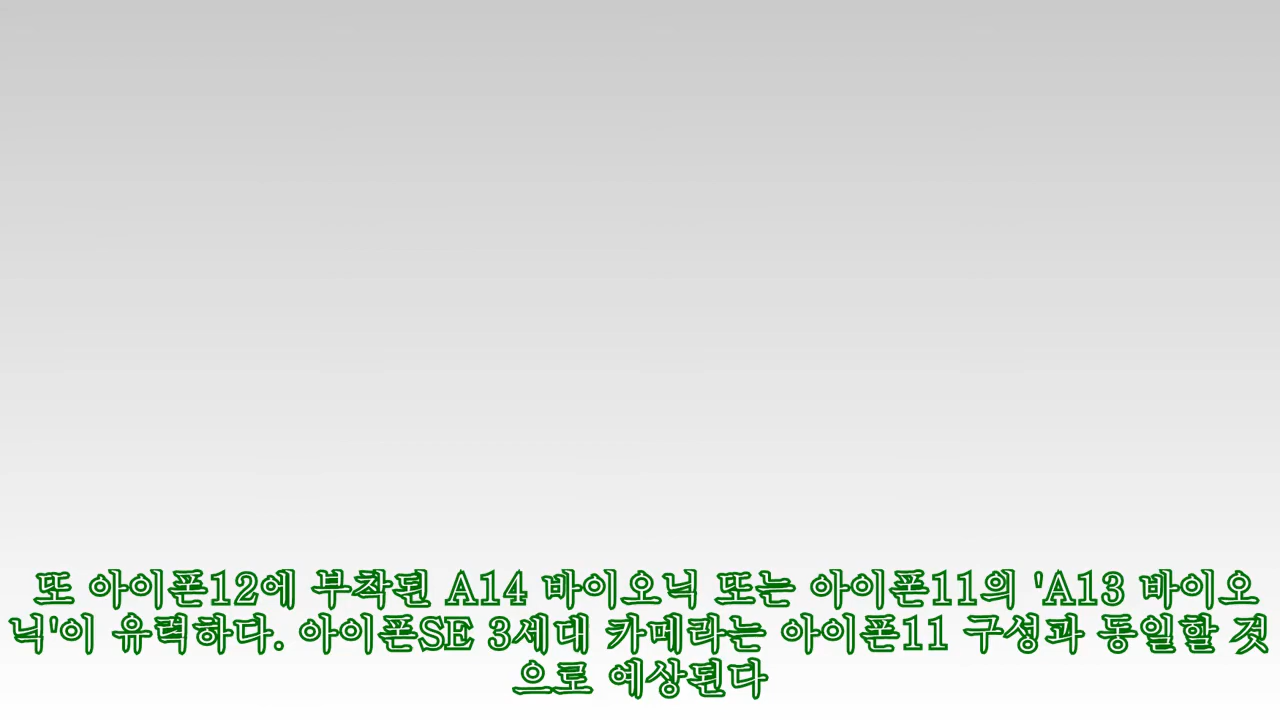 또 아이폰12에 부착된 A14 바이오닉 또는 아이폰11의 'A13 바이오
닉'이 유력하다. 아이폰SE 3세대 카메라는 아이폰11 구성과 동일할 것
으로 예상된다